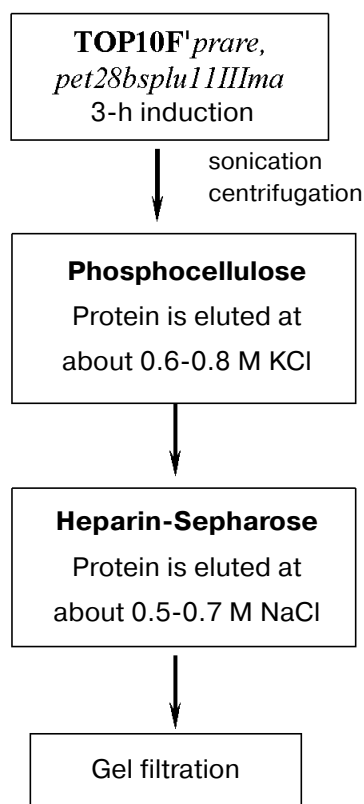 TOP10F'prare,
pet28bsplu11IIIma
3-h induction
sonication
centrifugation
Phosphocellulose
Protein is eluted at
about 0.6-0.8 M KCl
Heparin-Sepharose
Protein is eluted at
about 0.5-0.7 M NaCl
Gel filtration